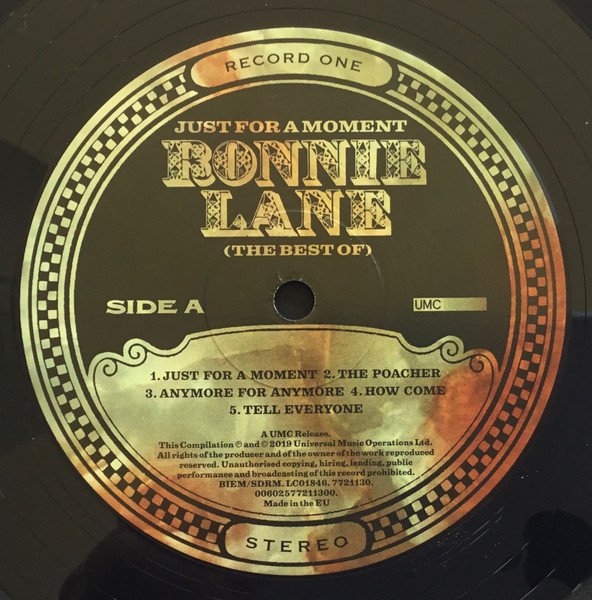 RECORD ONE
JUST FOR A MOMENT
RONNIE
LANE
(THE BEST OF)
SIDE A
UMC
1. JUST FOR A MOMENT 2. THE POACHER
3. ANYMORE FOR ANYMORE 4. HOW COME
5. TELL EVERYONE
A UMC Release.
This Compilation ℗ and © 2019 Universal Music Operations Ltd.
All rights of the producer and of the owner of the work reproduced
reserved. Unauthorised copying, hiring, lending, public
performance and broadcasting of this record prohibited.
BIEM/SDRM. LC01846. 7721130.
00602577211300.
Made in the EU
STEREO